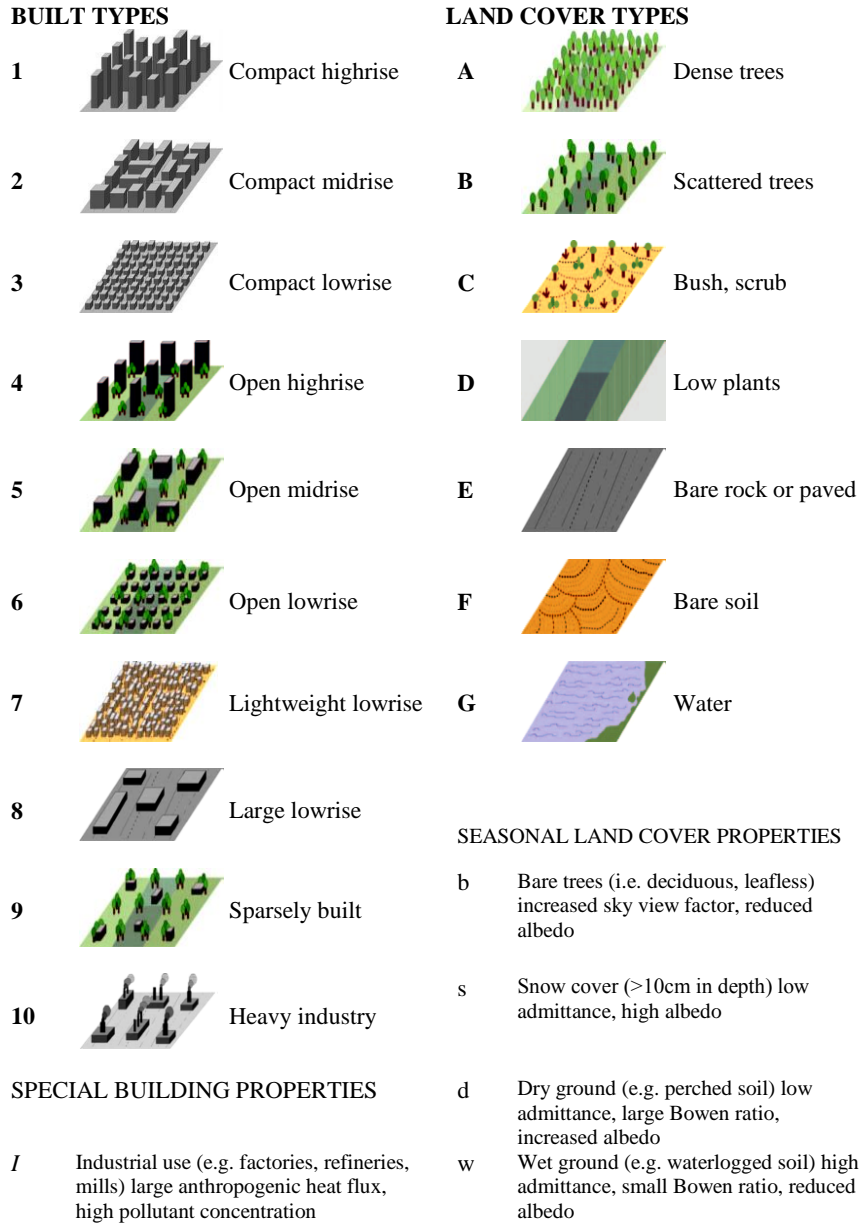 BUILT TYPES
1 Compact highrise
2 Compact midrise
3 Compact lowrise
4 Open highrise
5 Open midrise
6 Open lowrise
7 Lightweight lowrise
8 Large lowrise
9 Sparsely built
10 Heavy industry
SPECIAL BUILDING PROPERTIES
I Industrial use (e.g. factories, refineries,
mills) large anthropogenic heat flux,
high pollutant concentration
LAND COVER TYPES
A Dense trees
B Scattered trees
C Bush, scrub
D Low plants
E Bare rock or paved
F Bare soil
G Water
SEASONAL LAND COVER PROPERTIES
b Bare trees (i.e. deciduous, leafless)
increased sky view factor, reduced
albedo
s Snow cover (>10cm in depth) low
admittance, high albedo
d Dry ground (e.g. perched soil) low
admittance, large Bowen ratio,
increased albedo
w Wet ground (e.g. waterlogged soil) high
admittance, small Bowen ratio, reduced
albedo